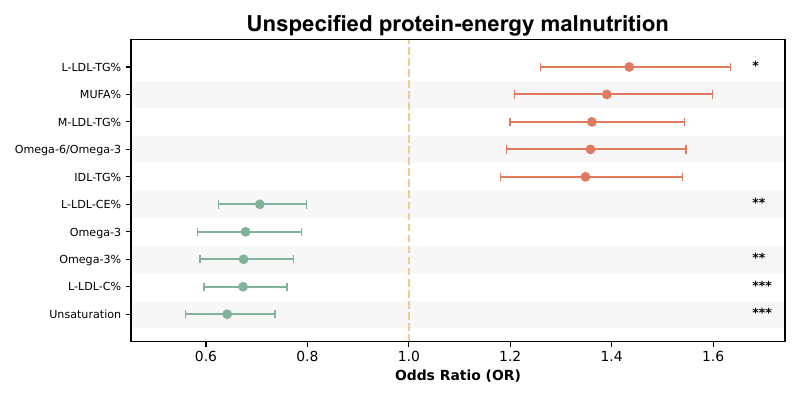 Unspecified protein-energy malnutrition
L-LDL-TG% *
MUFA%
M-LDL-TG%
Omega-6/Omega-3
IDL-TG%
L-LDL-CE% **
Omega-3
Omega-3% **
L-LDL-C% ***
Unsaturation ***
0.6 0.8 1.0 1.2 1.4 1.6
Odds Ratio (OR)